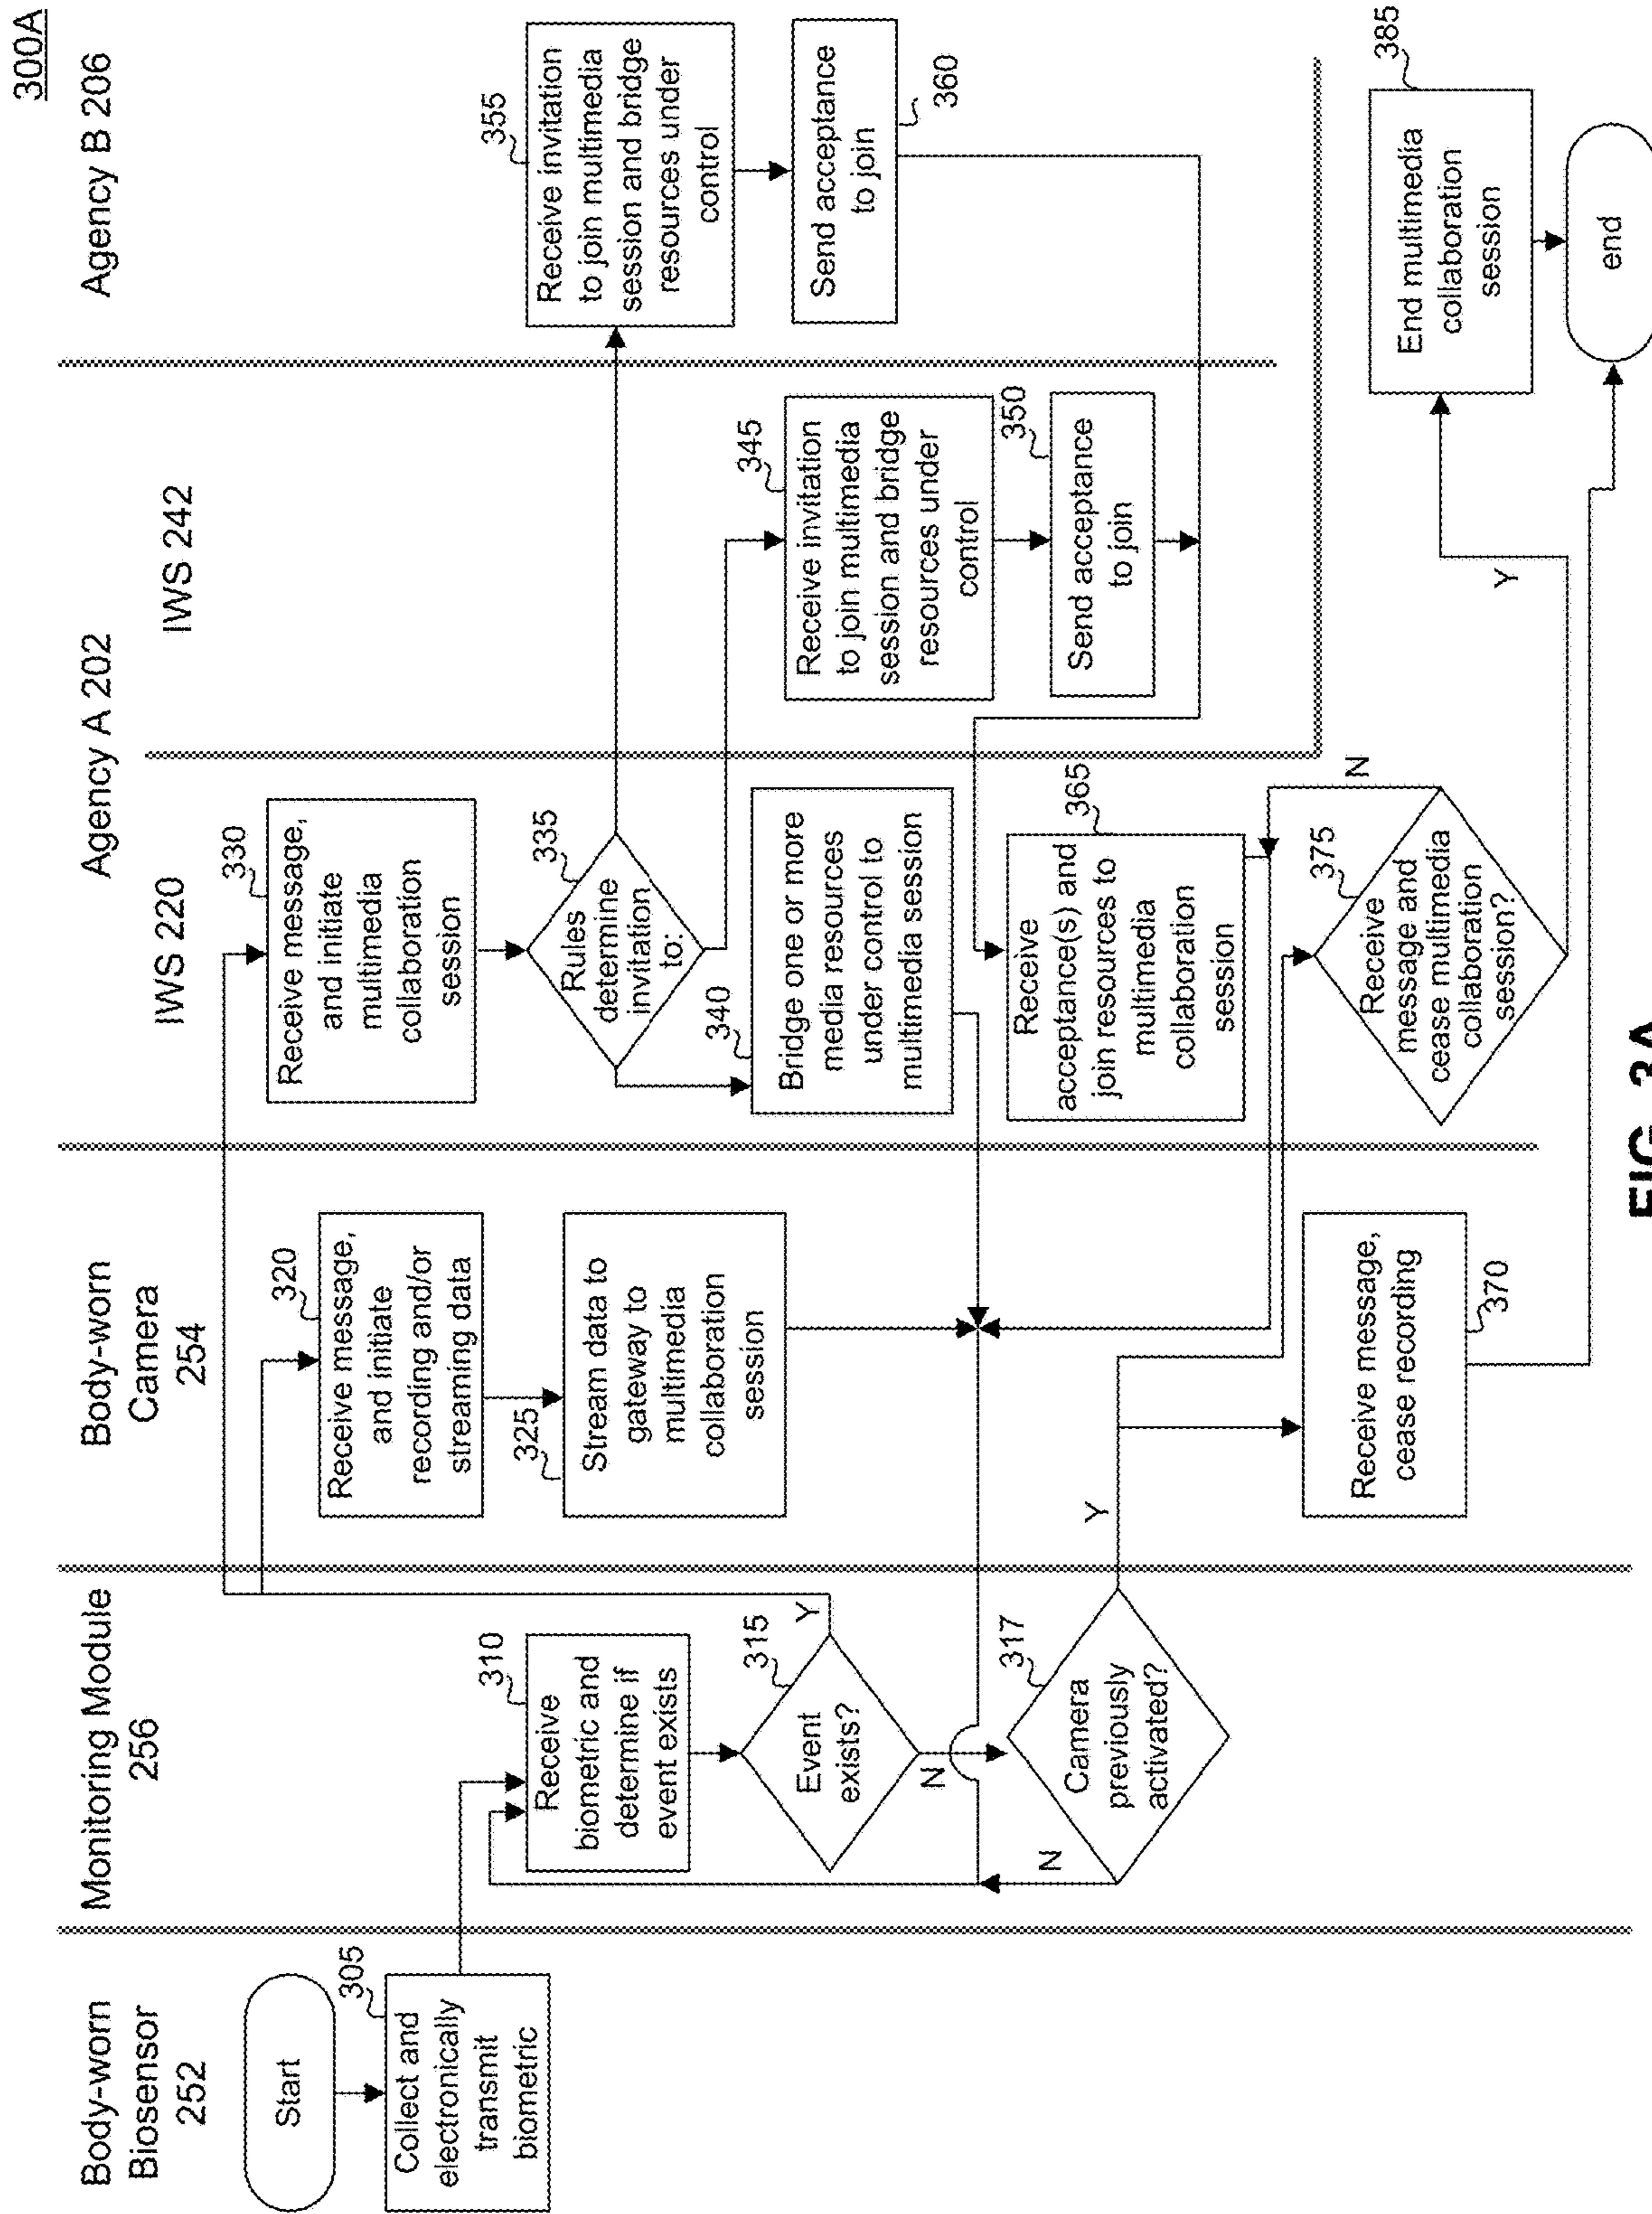 300A
Body-worn
Biosensor
252
Start
305
Collect and
electronically
transmit
biometric
Monitoring Module
256
310
Receive
biometric and
determine if
event exists
315
Event
exists?
Y
N
317
Camera
previously
activated?
Y
N
Body-worn
Camera
254
320
Receive message,
and initiate
recording and/or
streaming data
325
Stream data to
gateway to
multimedia
collaboration
session
Receive message,
cease recording
370
Agency A 202
IWS 220
330
Receive message,
and initiate
multimedia
collaboration
session
335
Rules
determine
invitation
to:
340
Bridge one or more
media resources
under control to
multimedia session
365
Receive
acceptance(s) and
join resources to
multimedia
collaboration
session
375
Receive
message and
cease multimedia
collaboration
session?
N
Y
IWS 242
345
Receive invitation
to join multimedia
session and bridge
resources under
control
350
Send acceptance
to join
Agency B 206
355
Receive invitation
to join multimedia
session and bridge
resources under
control
Send acceptance
to join
360
385
End multimedia
collaboration
session
end
FIG. 3A